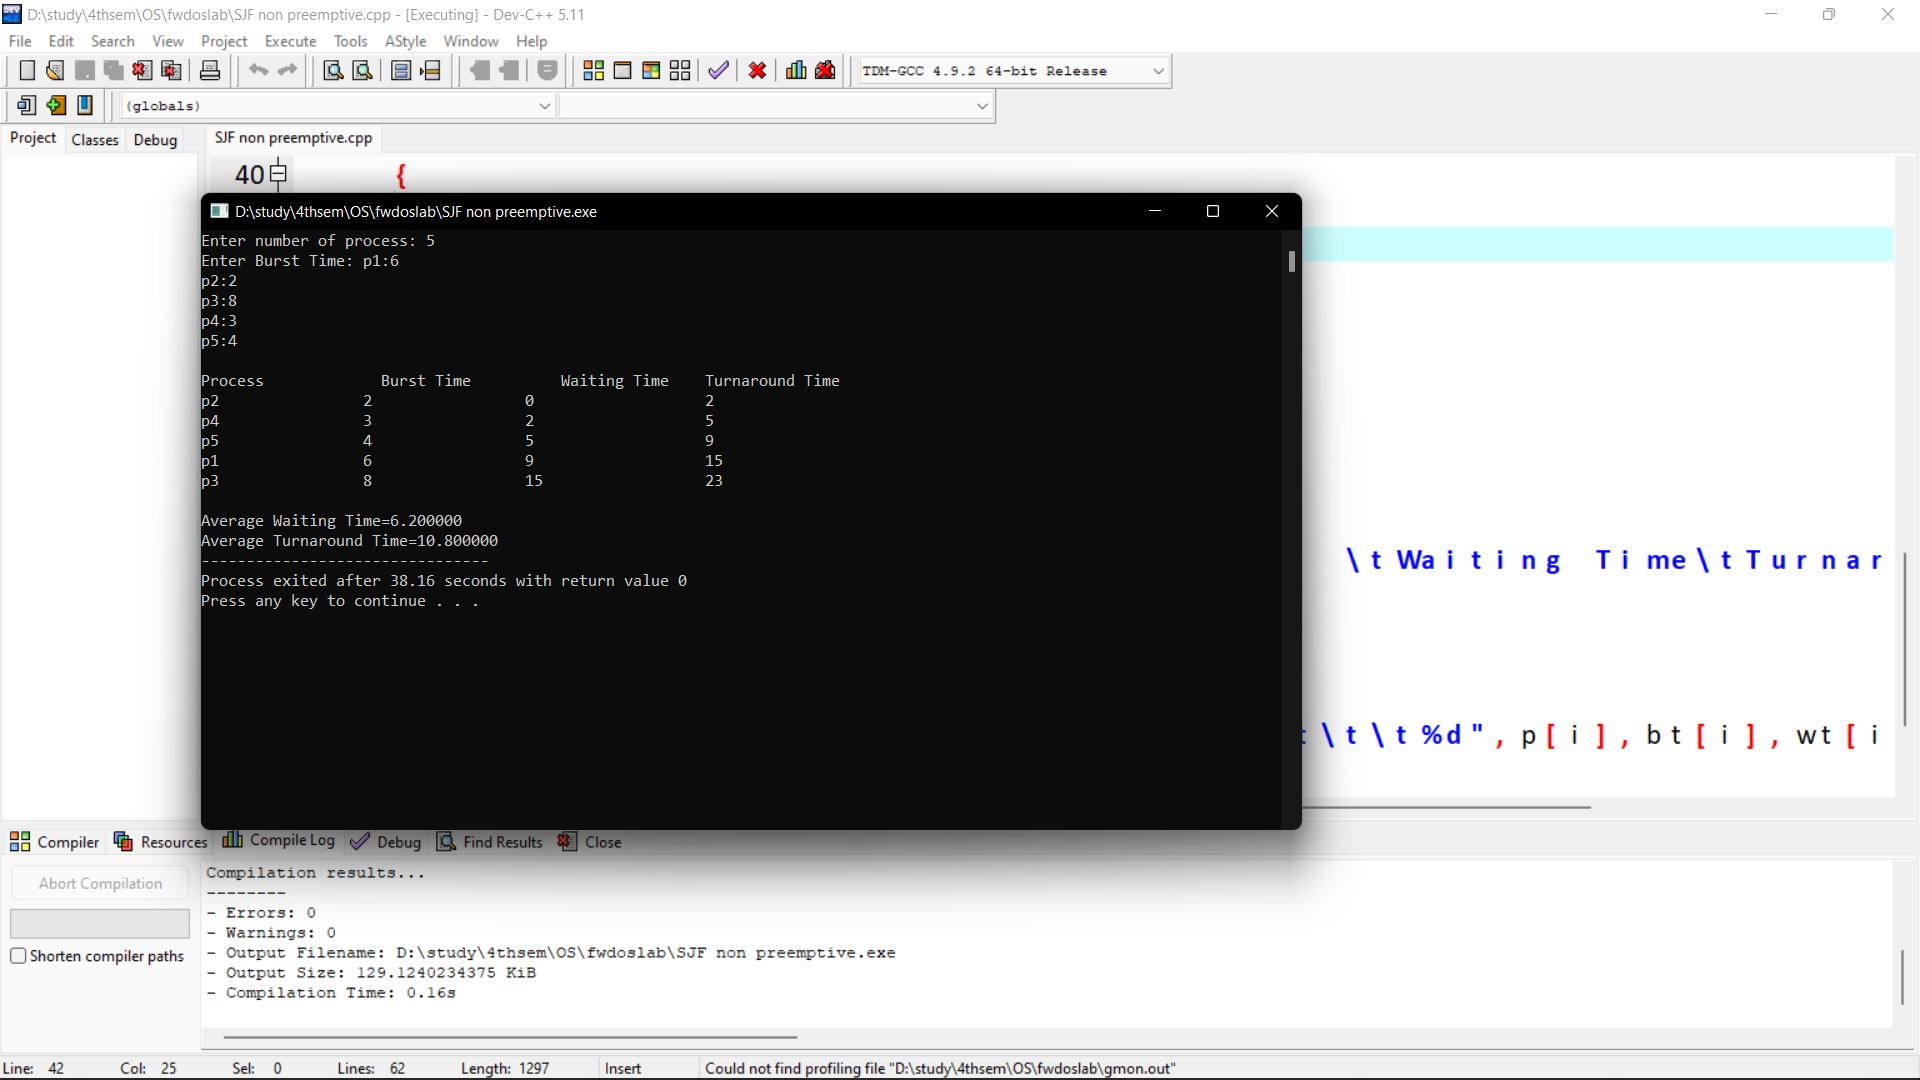 D:\study\4thsem\OS\fwdoslab\SJF non preemptive.cpp - [Executing] - Dev-C++ 5.11
File Edit Search View Project Execute Tools AStyle Window Help
TDM-GCC 4.9.2 64-bit Release
(globals)
Project Classes Debug
SJF non preemptive.cpp
40 {
D:\study\4thsem\OS\fwdoslab\SJF non preemptive.exe
Enter number of process: 5
Enter Burst Time: p1:6
p2:2
p3:8
p4:3
p5:4
Process Burst Time Waiting Time Turnaround Time
p2 2 0 2
p4 3 2 5
p5 4 5 9
p1 6 9 15
p3 8 15 23
Average Waiting Time=6.200000
Average Turnaround Time=10.800000
--------------------------------
Process exited after 38.16 seconds with return value 0
Press any key to continue . . .
\tWaiting Time\tTurnar
\t\t%d",p[i],bt[i],wt[i
Compiler Resources Compile Log Debug Find Results Close
Abort Compilation
Shorten compiler paths
Compilation results...
--------
- Errors: 0
- Warnings: 0
- Output Filename: D:\study\4thsem\OS\fwdoslab\SJF non preemptive.exe
- Output Size: 129.1240234375 KiB
- Compilation Time: 0.16s
Line: 42 Col: 25 Sel: 0 Lines: 62 Length: 1297 Insert Could not find profiling file "D:\study\4thsem\OS\fwdoslab\gmon.out"